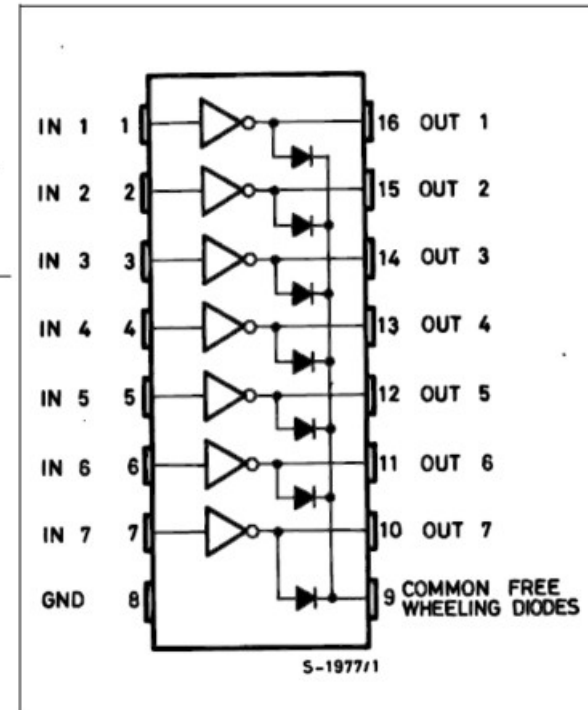 IN 1 1 16 OUT 1
IN 2 2 15 OUT 2
IN 3 3 14 OUT 3
IN 4 4 13 OUT 4
IN 5 5 12 OUT 5
IN 6 6 11 OUT 6
IN 7 7 10 OUT 7
GND 8 9 COMMON FREE
WHEELING DIODES
S-1977/1